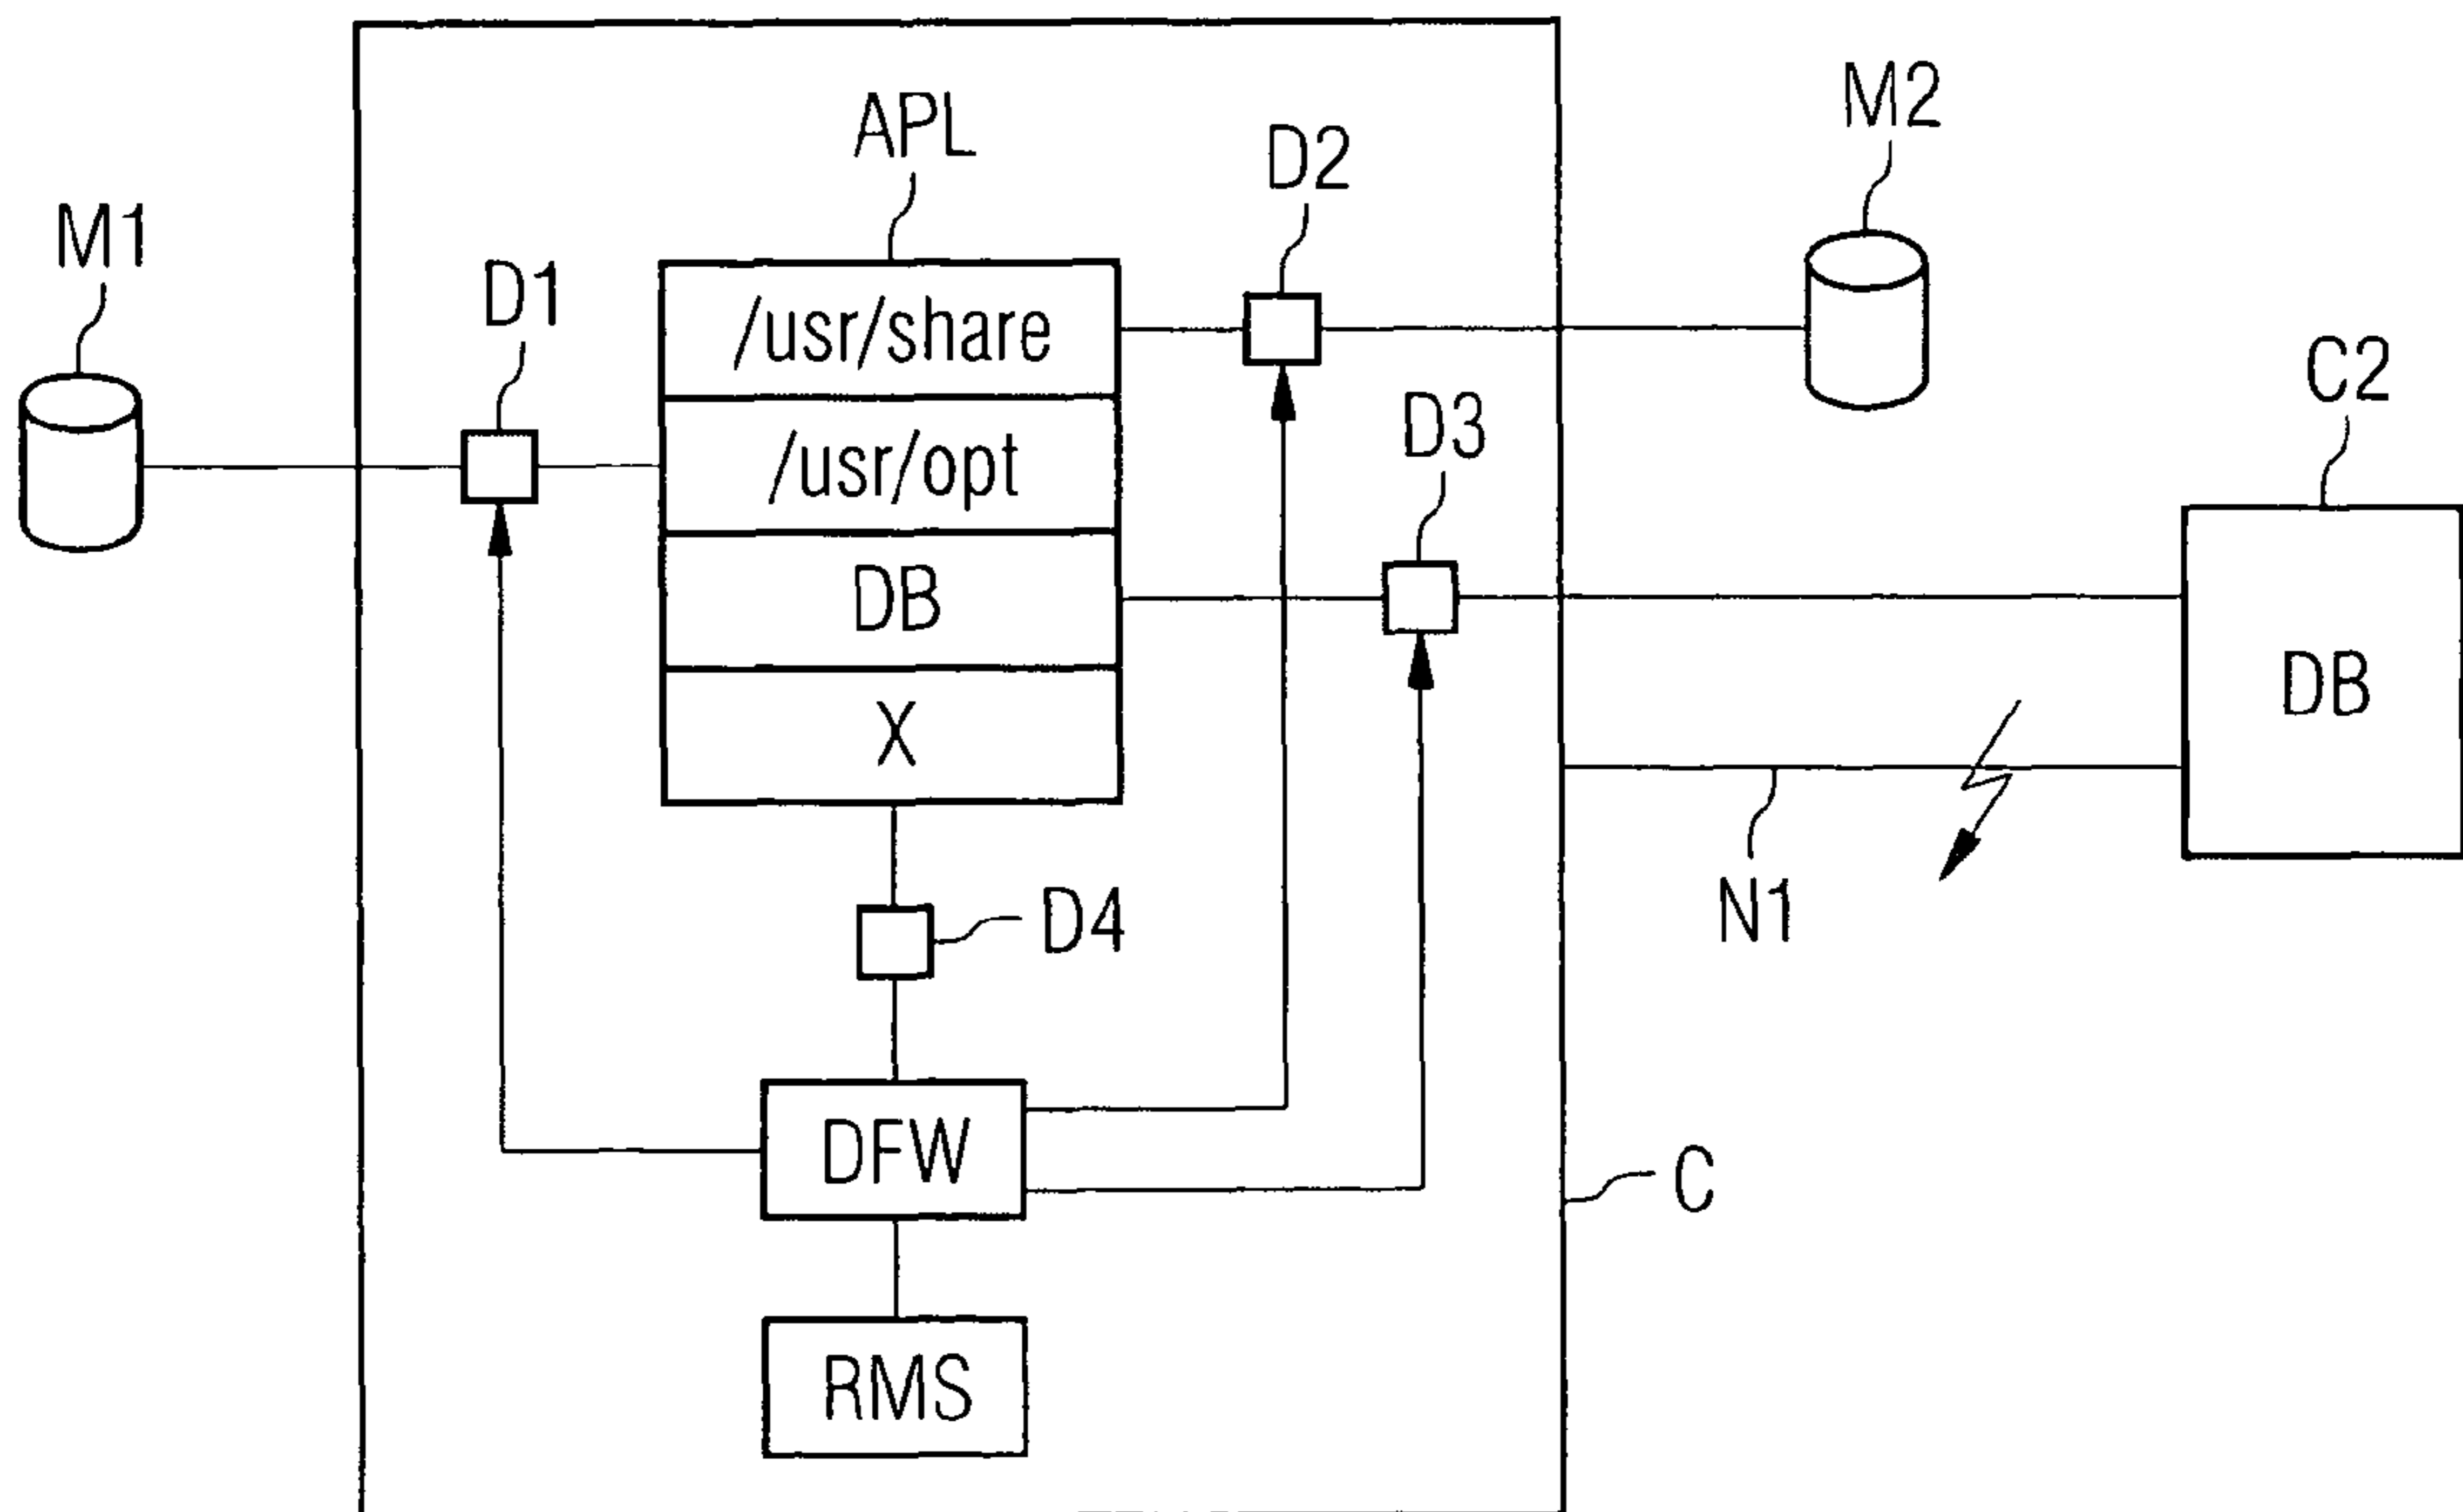 M2
APL
D2
M1
D1
/usr/share
C2
D3
/usr/opt
DB
DB
X
N1
D4
DFW
C
RMS